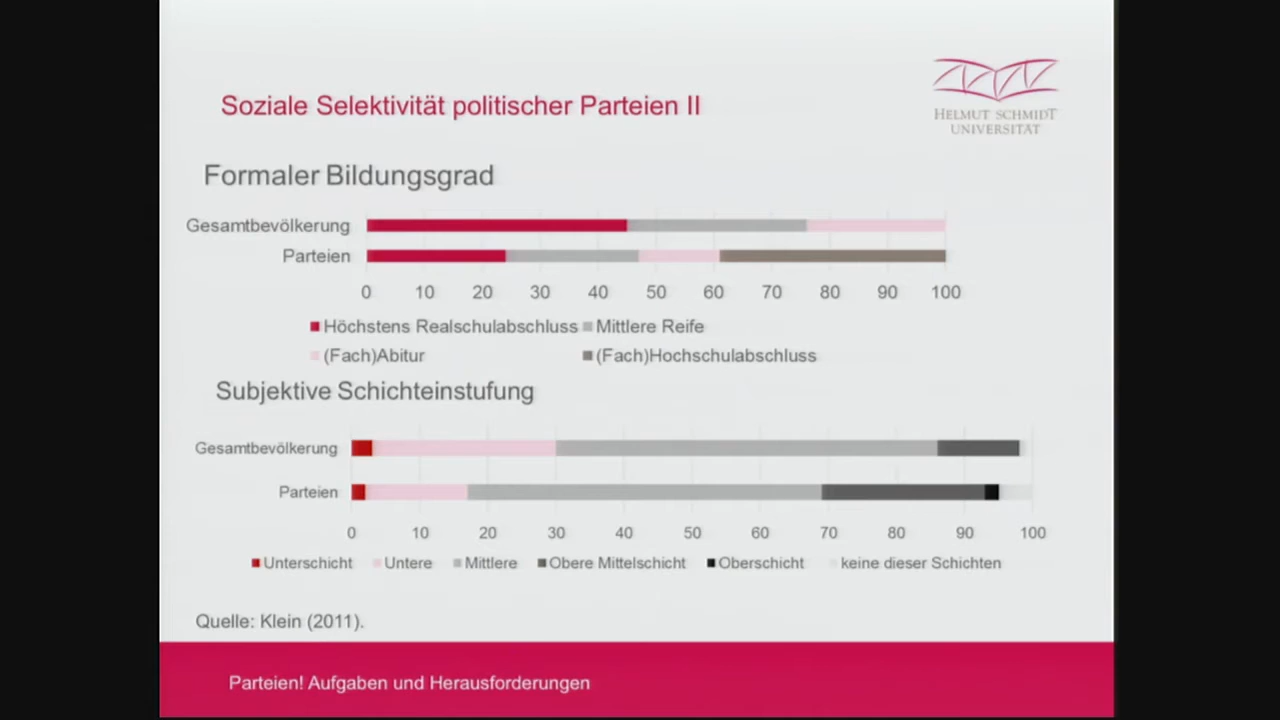 Soziale Selektivität politischer Parteien II
HELMUT SCHMIDT
UNIVERSITÄT
Formaler Bildungsgrad
Gesamtbevölkerung
Parteien
0 10 20 30 40 50 60 70 80 90 100
Höchstens Realschulabschluss Mittlere Reife
(Fach)Abitur (Fach)Hochschulabschluss
Subjektive Schichteinstufung
Gesamtbevölkerung
Parteien
0 10 20 30 40 50 60 70 80 90 100
Unterschicht Untere Mittlere Obere Mittelschicht Oberschicht keine dieser Schichten
Quelle: Klein (2011).
Parteien! Aufgaben und Herausforderungen